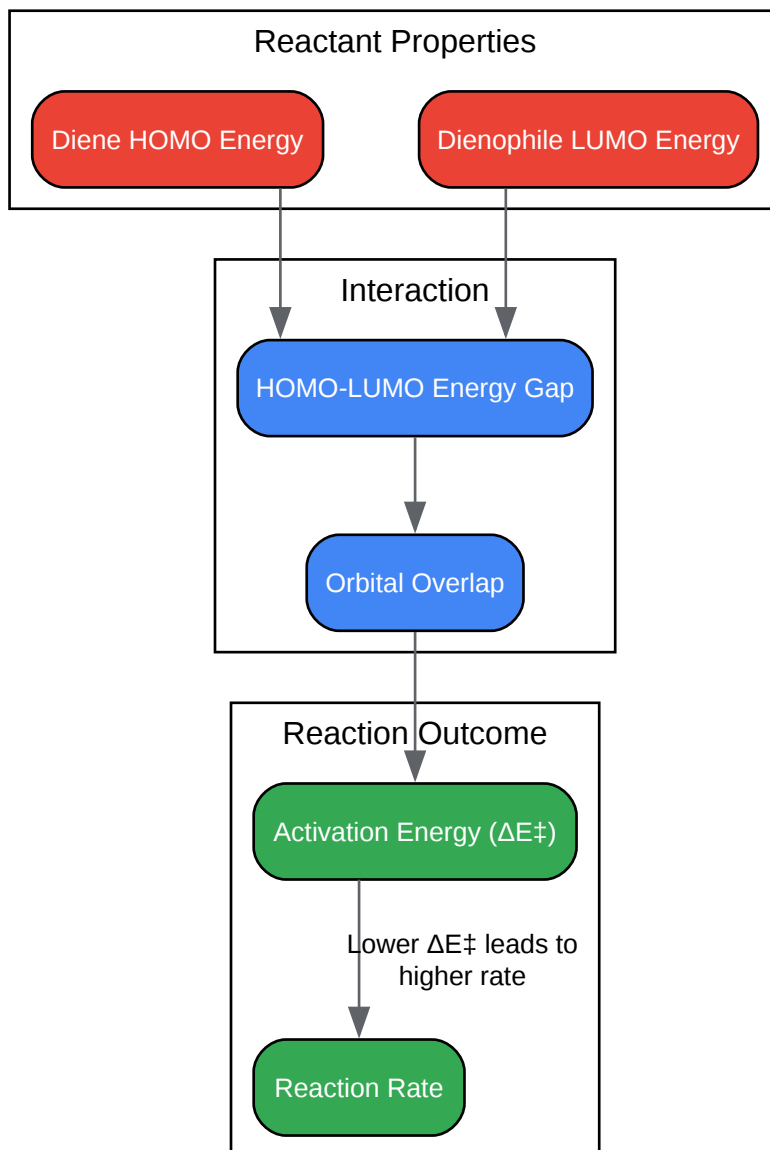 Reactant Properties
Diene HOMO Energy
Dienophile LUMO Energy
Interaction
HOMO-LUMO Energy Gap
Orbital Overlap
Reaction Outcome
Activation Energy (ΔE‡)
Lower ΔE‡ leads to
higher rate
Reaction Rate